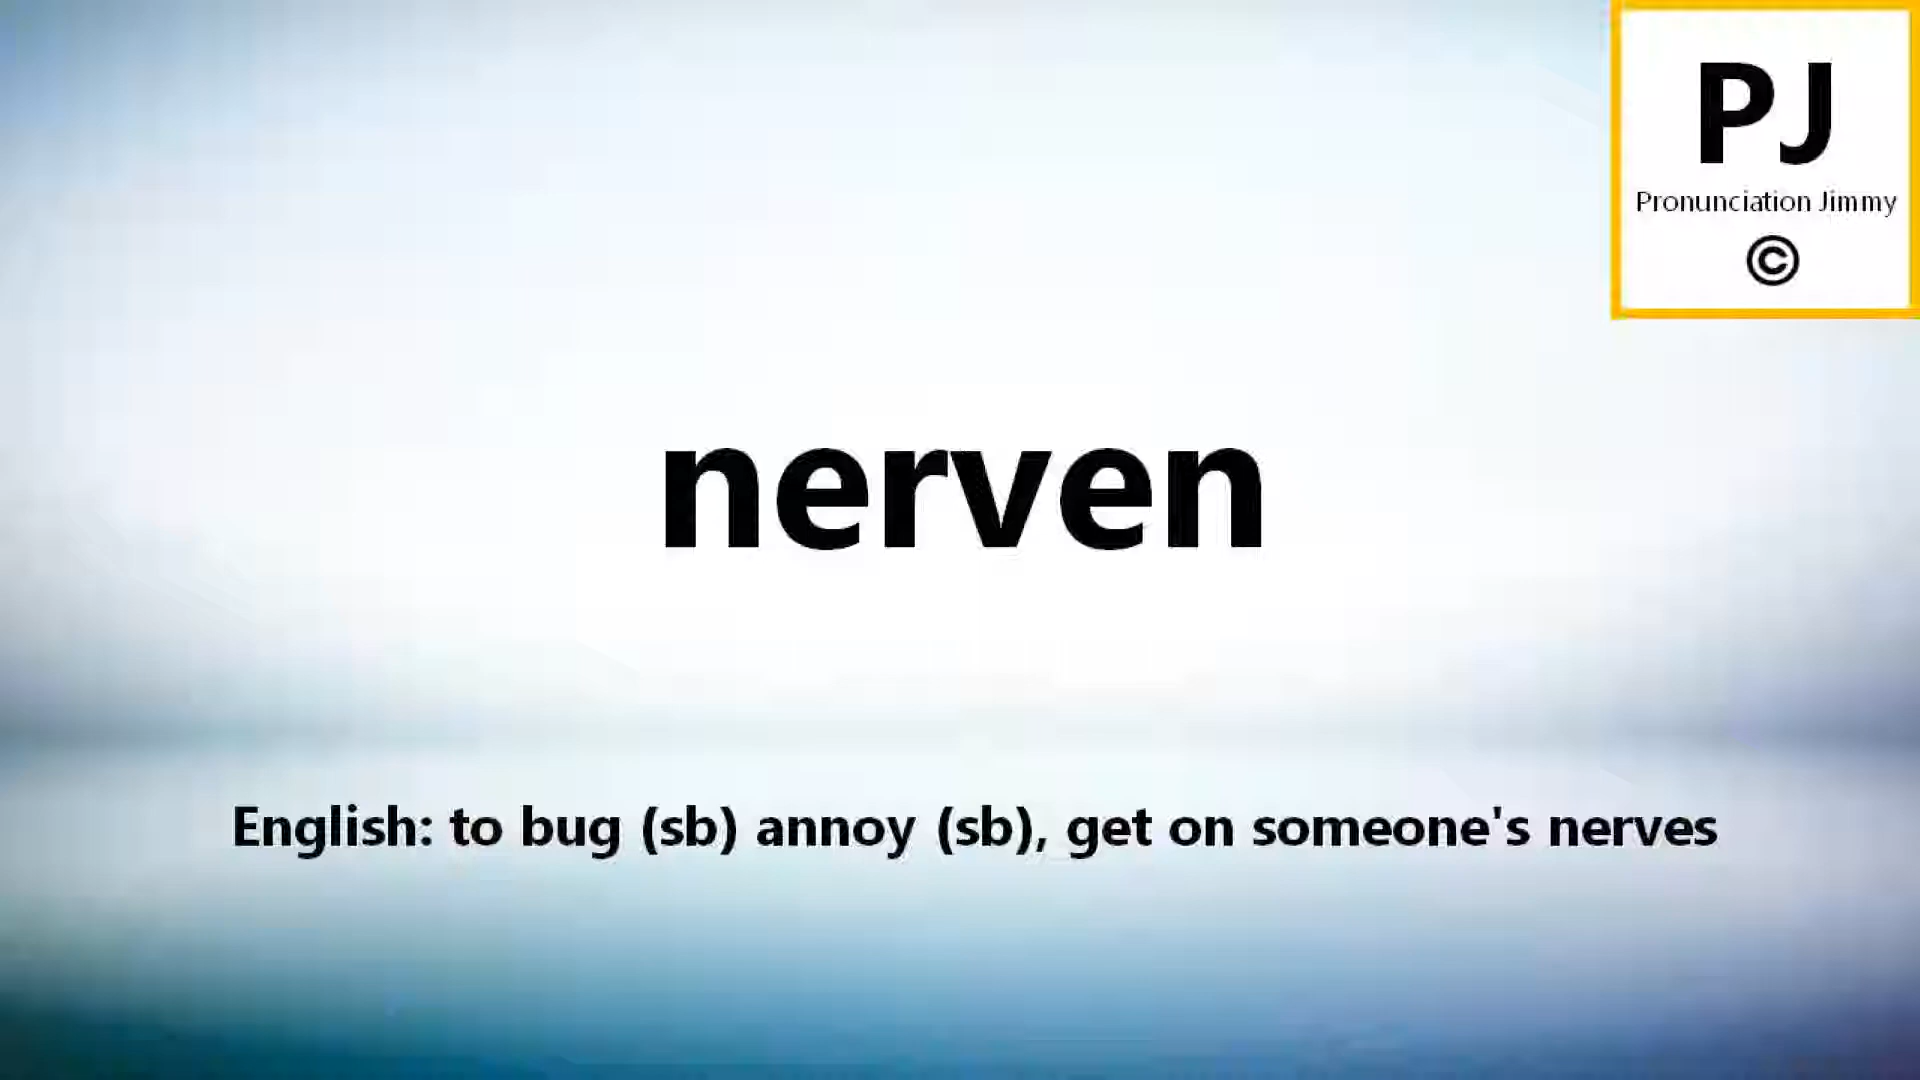 PJ
Pronunciation Jimmy
©
nerven
English: to bug (sb) annoy (sb), get on someone's nerves